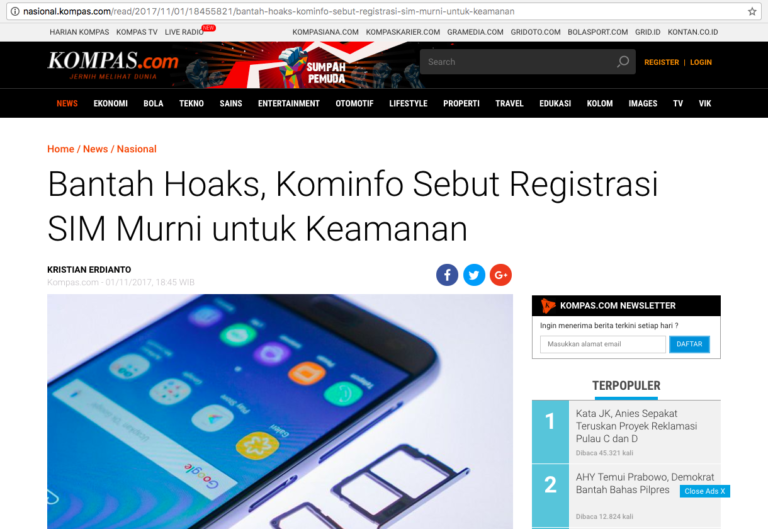 nasional.kompas.com/read/2017/11/01/18455821/bantah-hoaks-kominfo-sebut-registrasi-sim-murni-untuk-keamanan
HARIAN KOMPAS KOMPAS TV LIVE RADIO NEW KOMPASIANA.COM KOMPASKARIER.COM GRAMEDIA.COM GRIDOTO.COM BOLASPORT.COM GRID.ID KONTAN.CO.ID
KOMPAS.com
JERNIH MELIHAT DUNIA
SUMPAH
PEMUDA
Search
REGISTER | LOGIN
NEWS EKONOMI BOLA TEKNO SAINS ENTERTAINMENT OTOMOTIF LIFESTYLE PROPERTI TRAVEL EDUKASI KOLOM IMAGES TV VIK
Home / News / Nasional
Bantah Hoaks, Kominfo Sebut Registrasi
SIM Murni untuk Keamanan
KRISTIAN ERDIANTO
Kompas.com - 01/11/2017, 18:45 WIB
f
G+
Telegram
Play Store
Galeri
Google
KOMPAS.COM NEWSLETTER
Ingin menerima berita terkini setiap hari ?
Masukkan alamat email
DAFTAR
TERPOPULER
1
Kata JK, Anies Sepakat
Teruskan Proyek Reklamasi
Pulau C dan D
Dibaca 45.321 kali
2
AHY Temui Prabowo, Demokrat
Bantah Bahas Pilpres
Close Ads X
Dibaca 12.824 kali